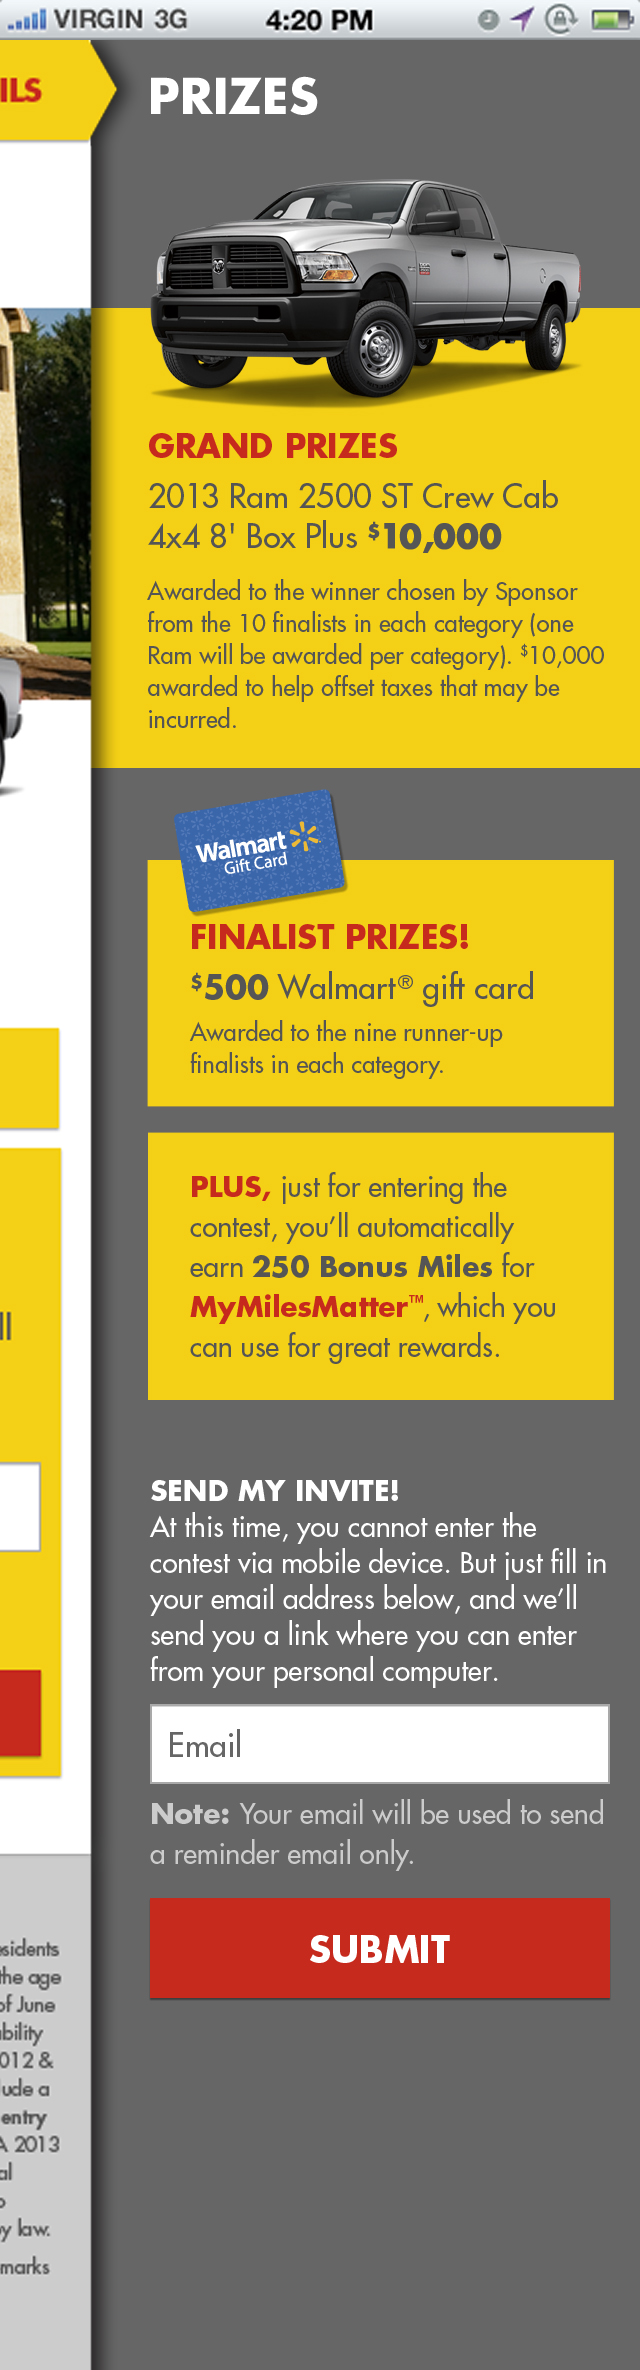 VIRGIN 3G 4:20 PM
ILS
PRIZES
GRAND PRIZES
2013 Ram 2500 ST Crew Cab
4x4 8' Box Plus $10,000
Awarded to the winner chosen by Sponsor
from the 10 finalists in each category (one
Ram will be awarded per category). $10,000
awarded to help offset taxes that may be
incurred.
Walmart
Gift Card
FINALIST PRIZES!
$500 Walmart® gift card
Awarded to the nine runner-up
finalists in each category.
PLUS, just for entering the
contest, you'll automatically
earn 250 Bonus Miles for
MyMilesMatter™, which you
can use for great rewards.
ll
SEND MY INVITE!
At this time, you cannot enter the
contest via mobile device. But just fill in
your email address below, and we'll
send you a link where you can enter
from your personal computer.
Email
Note: Your email will be used to send
a reminder email only.
SUBMIT
esidents
the age
of June
bility
012 &
lude a
entry
A 2013
al
o
y law.
marks